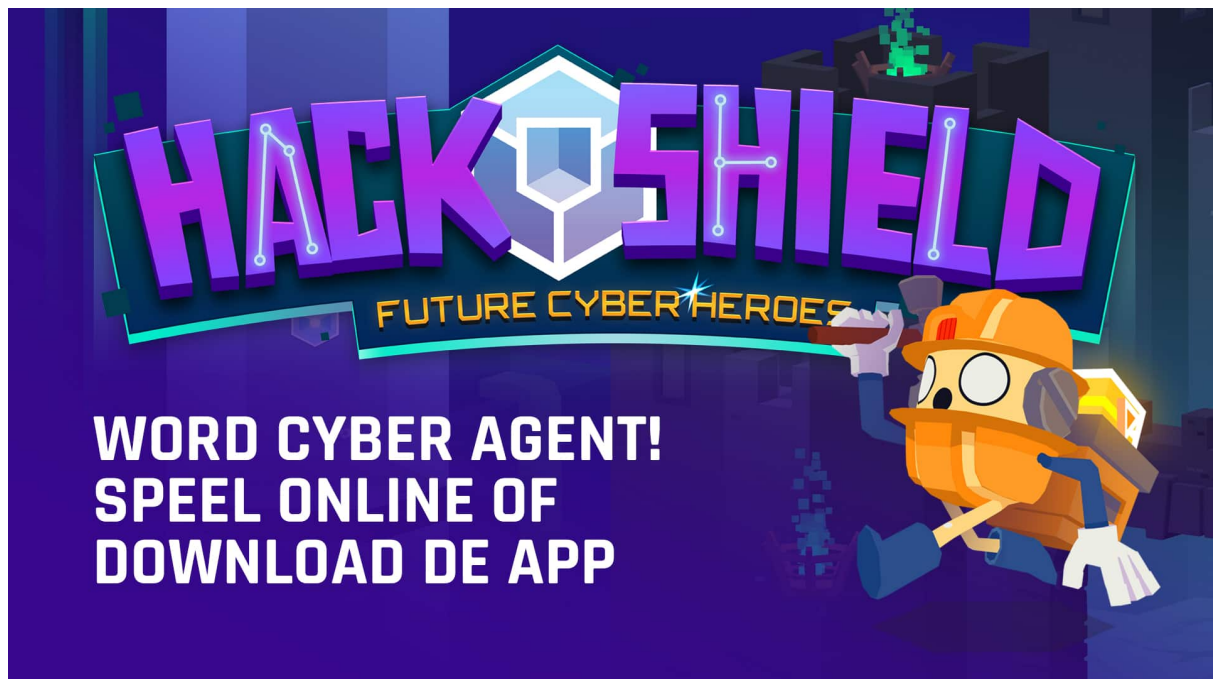 HACK SHIELD
FUTURE CYBER HEROES
WORD CYBER AGENT!
SPEEL ONLINE OF
DOWNLOAD DE APP